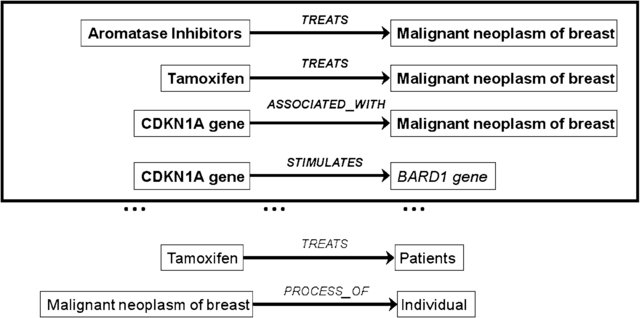 Aromatase Inhibitors TREATS Malignant neoplasm of breast
Tamoxifen TREATS Malignant neoplasm of breast
CDKN1A gene ASSOCIATED_WITH Malignant neoplasm of breast
CDKN1A gene STIMULATES BARD1 gene
... ... ...
Tamoxifen TREATS Patients
Malignant neoplasm of breast PROCESS_OF Individual